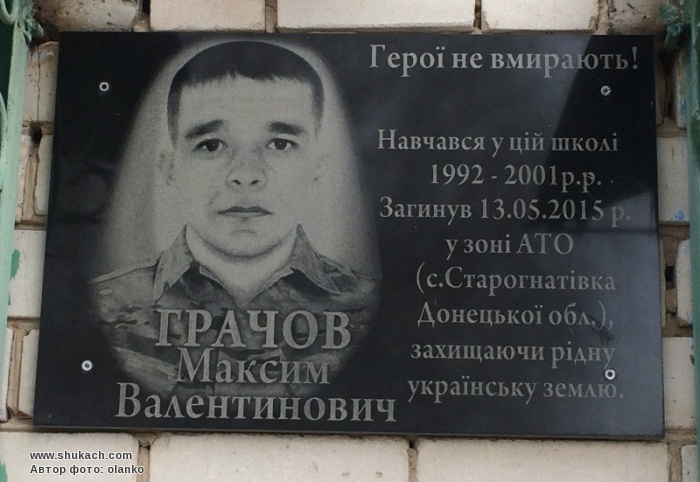 Герої не вмирають!
Навчався у цій школі
1992 - 2001р.р.
Загинув 13.05.2015 р.
у зоні АТО
(с.Старогнатівка
Донецької обл.),
захищаючи рідну
українську землю.
ГРАЧОВ
Максим
Валентинович
www.shukach.com
Автор фото: olanko